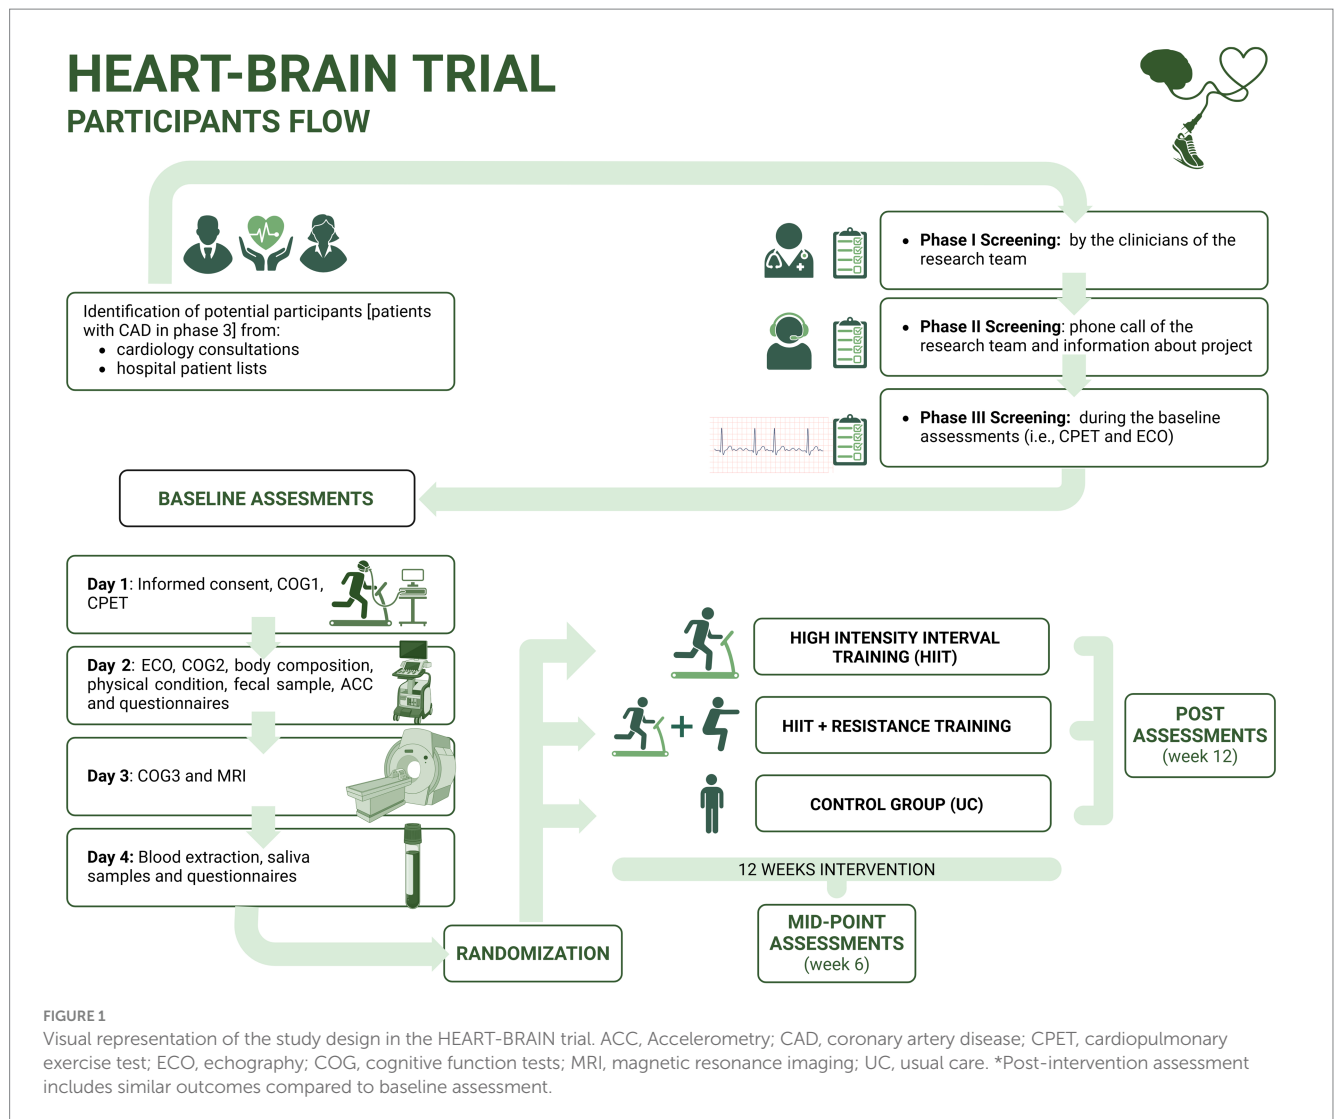 HEART-BRAIN TRIAL
PARTICIPANTS FLOW
Identification of potential participants [patients
with CAD in phase 3] from:
• cardiology consultations
• hospital patient lists
• Phase I Screening: by the clinicians of the
research team
• Phase II Screening: phone call of the
research team and information about project
• Phase III Screening: during the baseline
assessments (i.e., CPET and ECO)
BASELINE ASSESMENTS
Day 1: Informed consent, COG1,
CPET
Day 2: ECO, COG2, body composition,
physical condition, fecal sample, ACC
and questionnaires
Day 3: COG3 and MRI
Day 4: Blood extraction, saliva
samples and questionnaires
RANDOMIZATION
HIGH INTENSITY INTERVAL
TRAINING (HIIT)
+
HIIT + RESISTANCE TRAINING
CONTROL GROUP (UC)
12 WEEKS INTERVENTION
MID-POINT
ASSESSMENTS
(week 6)
POST
ASSESSMENTS
(week 12)
FIGURE 1
Visual representation of the study design in the HEART-BRAIN trial. ACC, Accelerometry; CAD, coronary artery disease; CPET, cardiopulmonary
exercise test; ECO, echography; COG, cognitive function tests; MRI, magnetic resonance imaging; UC, usual care. *Post-intervention assessment
includes similar outcomes compared to baseline assessment.